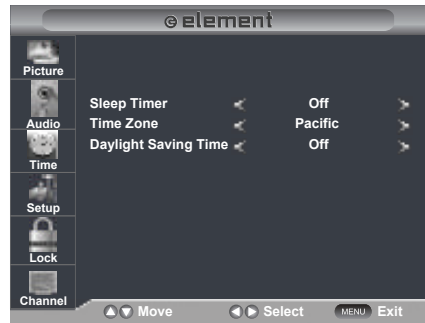 element
Picture
Audio
Time
Setup
Lock
Channel
Sleep Timer Off
Time Zone Pacific
Daylight Saving Time Off
Move Select MENU Exit